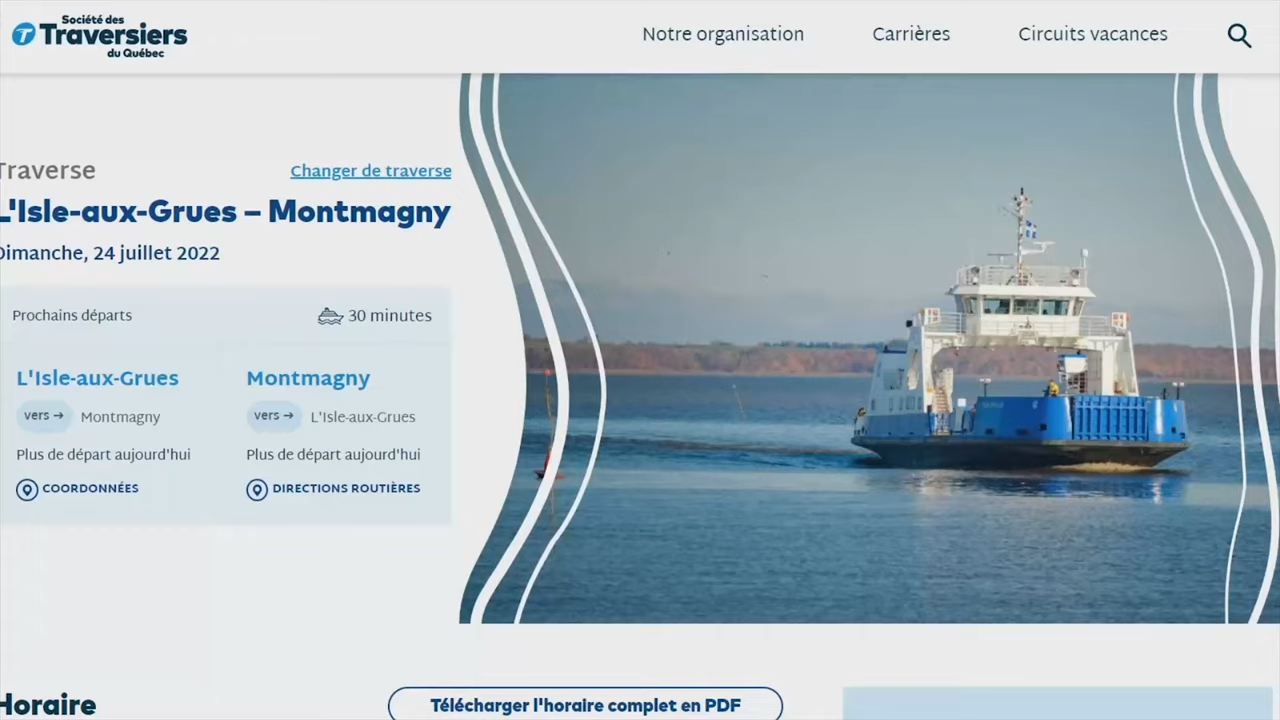 Société des
Traversiers
du Québec
Notre organisation
Carrières
Circuits vacances
Traverse
Changer de traverse
L'Isle-aux-Grues – Montmagny
Dimanche, 24 juillet 2022
Prochains départs
30 minutes
L'Isle-aux-Grues
vers → Montmagny
Plus de départ aujourd'hui
COORDONNÉES
Montmagny
vers → L'Isle-aux-Grues
Plus de départ aujourd'hui
DIRECTIONS ROUTIÈRES
Horaire
Télécharger l'horaire complet en PDF